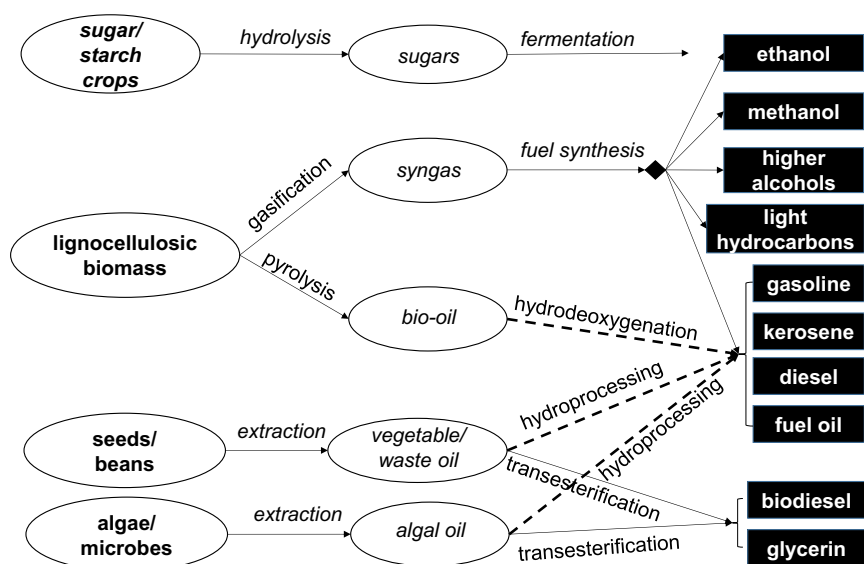 sugar/
starch
crops
hydrolysis
sugars
fermentation
ethanol
methanol
higher
alcohols
light
hydrocarbons
lignocellulosic
biomass
gasification
syngas
fuel synthesis
pyrolysis
bio-oil
hydrodeoxygenation
gasoline
kerosene
diesel
fuel oil
seeds/
beans
extraction
vegetable/
waste oil
hydroprocessing
hydroprocessing
transesterification
algae/
microbes
extraction
algal oil
transesterification
biodiesel
glycerin